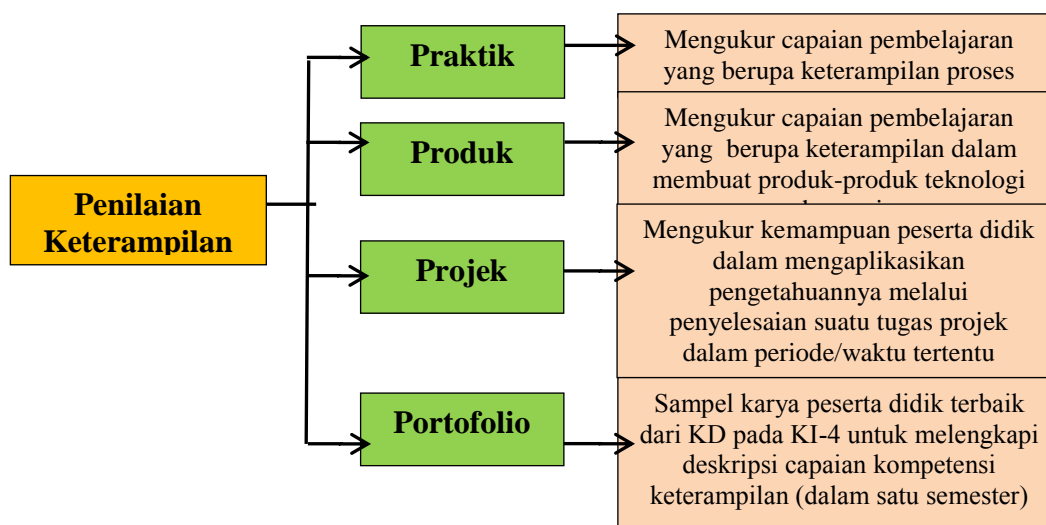 Penilaian
Keterampilan
Praktik
Mengukur capaian pembelajaran
yang berupa keterampilan proses
Produk
Mengukur capaian pembelajaran
yang berupa keterampilan dalam
membuat produk-produk teknologi
Projek
Mengukur kemampuan peserta didik
dalam mengaplikasikan
pengetahuannya melalui
penyelesaian suatu tugas projek
dalam periode/waktu tertentu
Portofolio
Sampel karya peserta didik terbaik
dari KD pada KI-4 untuk melengkapi
deskripsi capaian kompetensi
keterampilan (dalam satu semester)